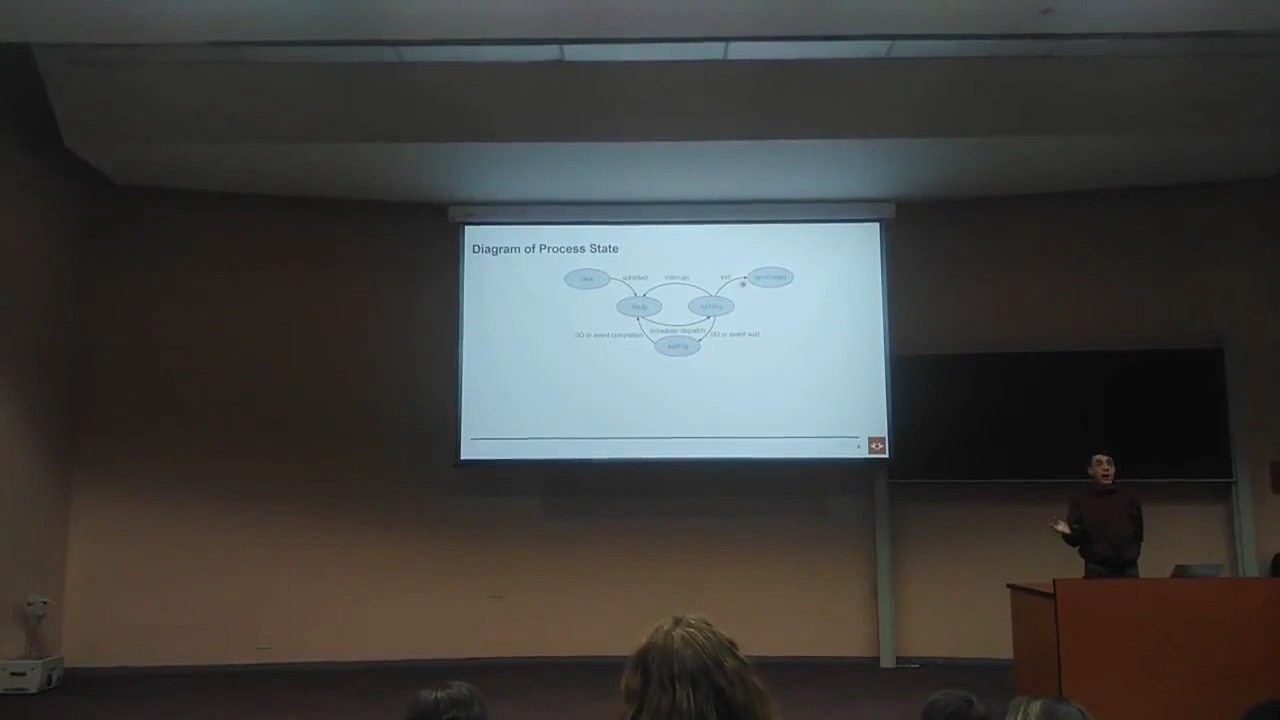 Diagram of Process State
new
admitted
interrupt
exit
terminated
ready
running
scheduler dispatch
I/O or event completion
I/O or event wait
waiting